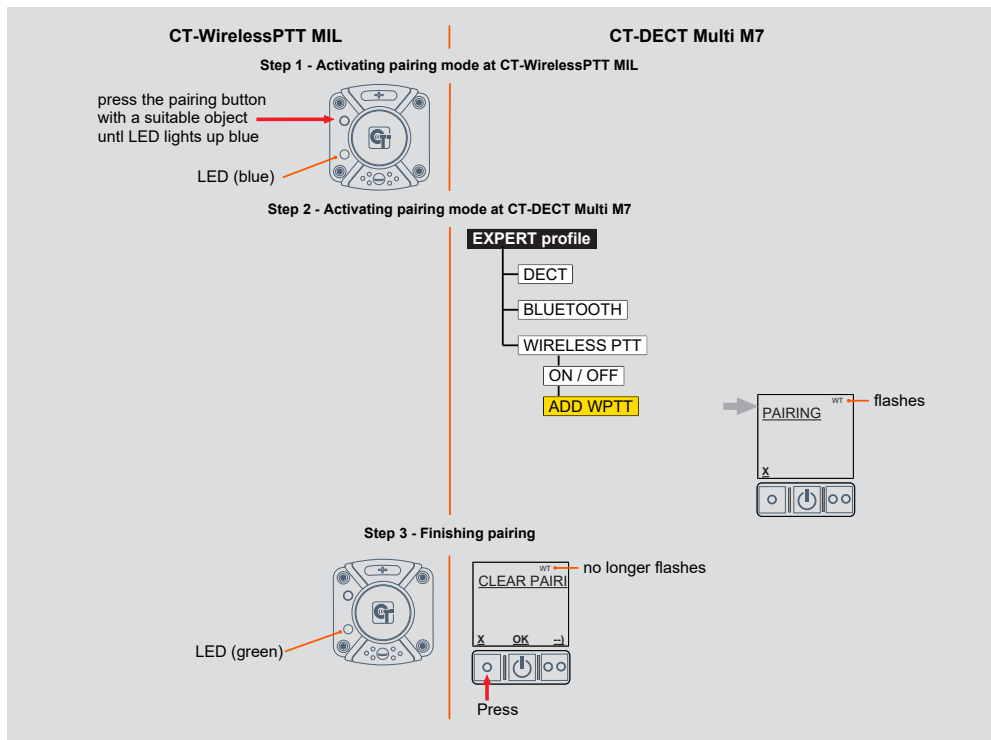 CT-WirelessPTT MIL
CT-DECT Multi M7
Step 1 - Activating pairing mode at CT-WirelessPTT MIL
press the pairing button
with a suitable object
untl LED lights up blue
LED (blue)
Step 2 - Activating pairing mode at CT-DECT Multi M7
EXPERT profile
DECT
BLUETOOTH
WIRELESS PTT
ON / OFF
ADD WPTT
WT
flashes
PAIRING
X
Step 3 - Finishing pairing
WT
no longer flashes
CLEAR PAIRI
X OK --)
LED (green)
Press